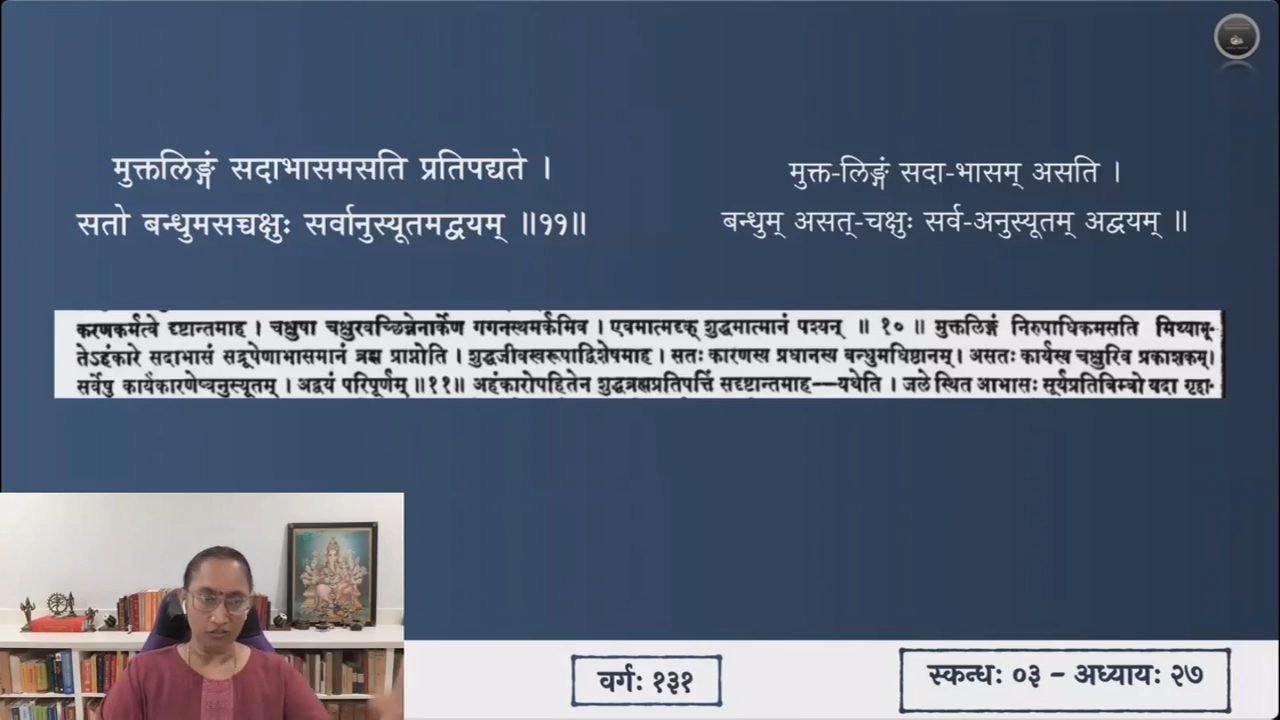 मुक्तलिङ्गं सदाभासमसति प्रतिपद्यते ।
सतो बन्धुमसच्चक्षुः सर्वानुस्यूतमद्वयम् ॥११॥
मुक्त-लिङ्गं सदा-भासम् असति ।
बन्धुम् असत्-चक्षुः सर्व-अनुस्यूतम् अद्वयम् ॥
करणकर्मत्वे दृष्टान्तमाह । चक्षुषा चक्षुरवच्छिन्नेनार्केण गगनस्थमर्कमिव । एवमात्मदृक् शुद्धमात्मानं पश्यन् ॥ १० ॥ मुक्तलिङ्गं निरुपाधिकमसति मिथ्याभू-
तेऽहंकारे सदाभासं सद्रूपेणाभासमानं ब्रह्म प्राप्नोति । शुद्धजीवस्वरूपाद्विशेषमाह । सतः कारणस्य प्रधानस्य बन्धुमधिष्ठानम् । असतः कार्यस्य चक्षुरिव प्रकाशकम् ।
सर्वेषु कार्यकारणेष्वनुस्यूतम् । अद्वयं परिपूर्णम् ॥११॥ अहंकारोपहितेन शुद्धब्रह्मप्रतिपत्तिं सदृष्टान्तमाह––यथेति । जले स्थित आभासः सूर्यप्रतिबिम्बो यदा गृहा-
वर्गः १३१
स्कन्धः ०३ - अध्यायः २७